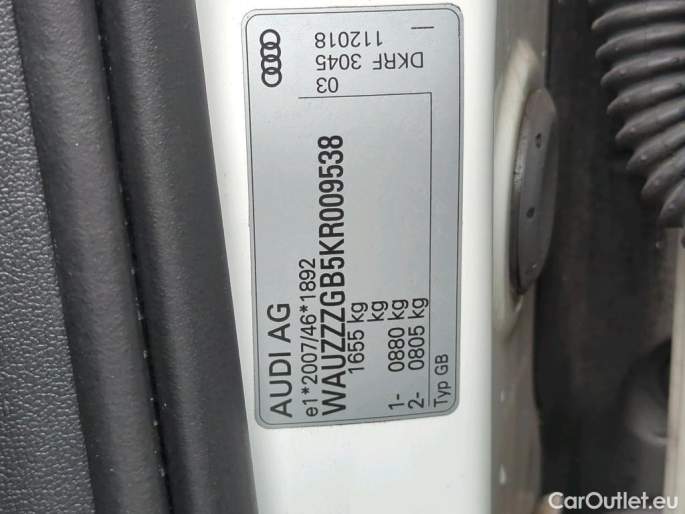 AUDI AG
e1*2007/46*1892
WAUZZZGB5KR009538
1655 kg
kg
1- 0880 kg
2- 0805 kg
Typ GB
03
DKRF 3045
112018
CarOutlet.eu